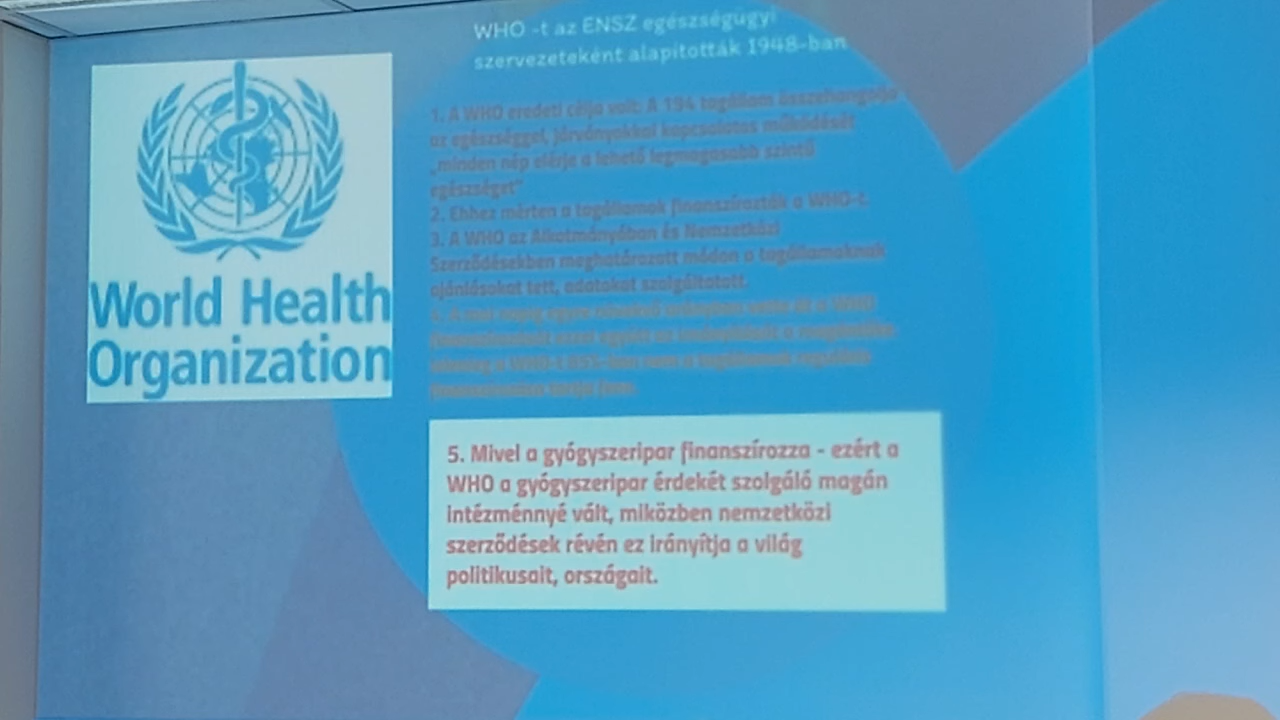 WHO -t az ENSZ egészségügyi
szervezeteként alapították 1948-ban
World Health
Organization
1. A WHO eredeti célja volt: A 194 tagállam összehangolja
az egészséggel, járványokkal kapcsolatos működését
„minden nép elérje a lehető legmagasabb szintű
egészséget”
2. Ehhez mérten a tagállamok finanszírozták a WHO-t.
3. A WHO az Alkotmányában és Nemzetközi
Szerződésekben meghatározott módon a tagállamoknak
ajánlásokat tett, adatokat szolgáltatott.
5. Mivel a gyógyszeripar finanszírozza - ezért a
WHO a gyógyszeripar érdekét szolgáló magán
intézménnyé vált, miközben nemzetközi
szerződések révén ez irányítja a világ
politikusait, országait.